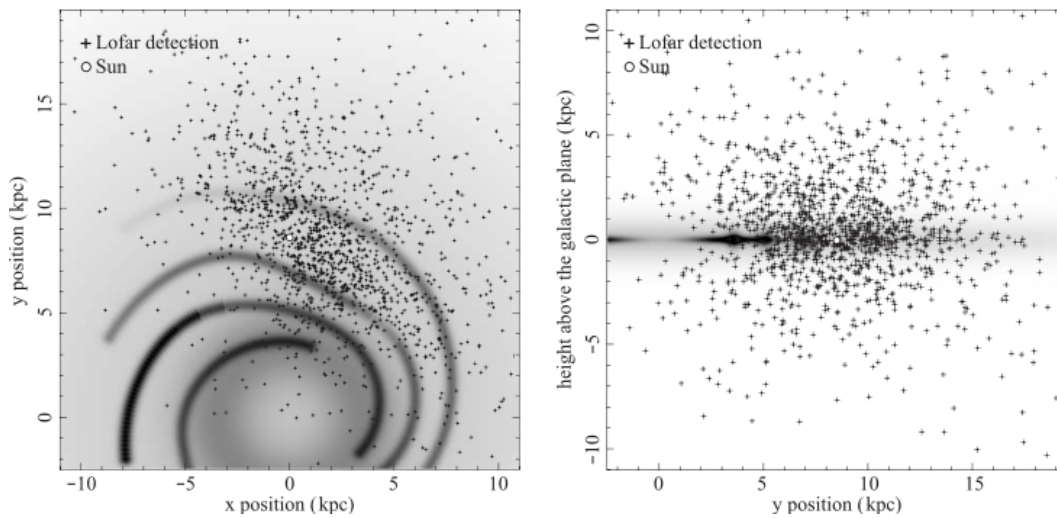 + Lofar detection
○ Sun
15
10
5
0
y position (kpc)
−10
−5
0
5
10
x position (kpc)
+ Lofar detection
○ Sun
10
5
0
−5
−10
height above the galactic plane (kpc)
0
5
10
15
y position (kpc)